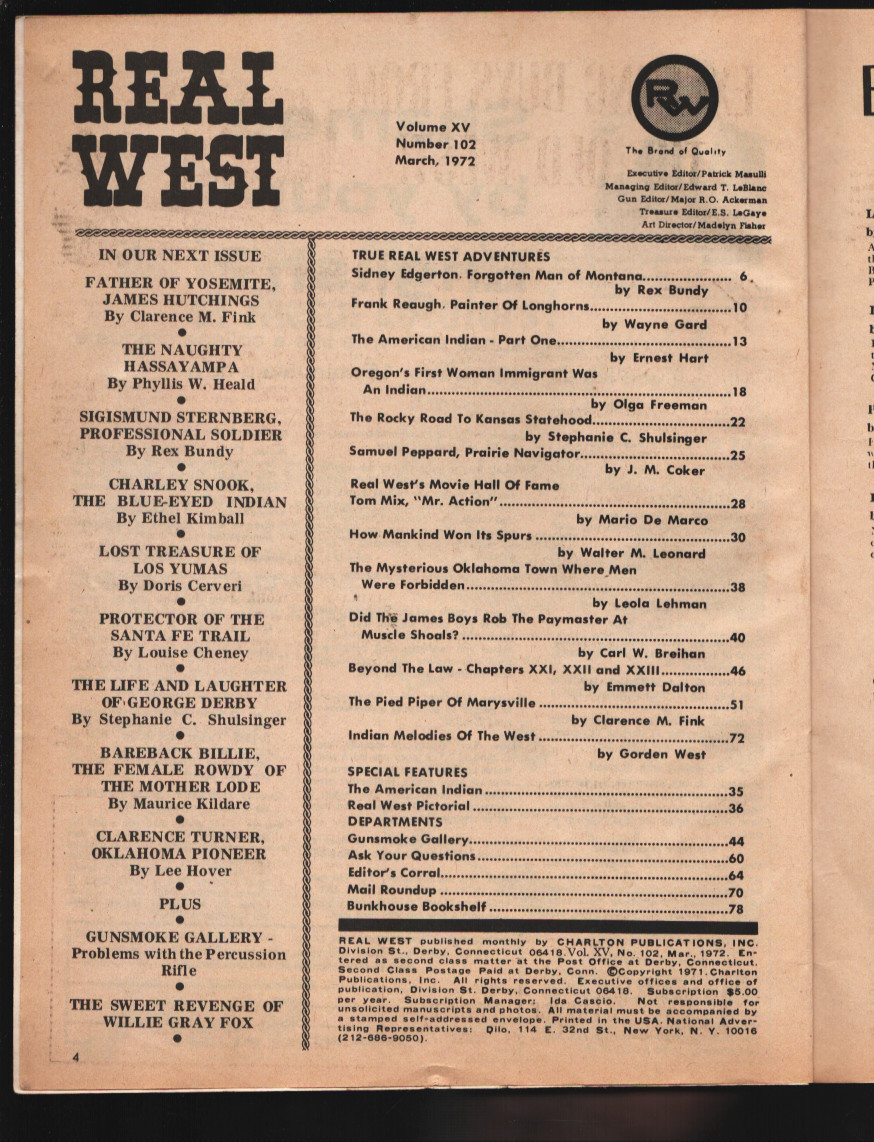 REAL
WEST
Volume XV
Number 102
March, 1972
RW
The Brand of Quality
Executive Editor/Patrick Masulli
Managing Editor/Edward T. LeBlanc
Gun Editor/Major R.O. Ackerman
Treasure Editor/E.S. LeGaye
Art Director/Madelyn Fisher
IN OUR NEXT ISSUE
FATHER OF YOSEMITE,
JAMES HUTCHINGS
By Clarence M. Fink
THE NAUGHTY
HASSAYAMPA
By Phyllis W. Heald
SIGISMUND STERNBERG,
PROFESSIONAL SOLDIER
By Rex Bundy
CHARLEY SNOOK,
THE BLUE-EYED INDIAN
By Ethel Kimball
LOST TREASURE OF
LOS YUMAS
By Doris Cerveri
PROTECTOR OF THE
SANTA FE TRAIL
By Louise Cheney
THE LIFE AND LAUGHTER
OF GEORGE DERBY
By Stephanie C. Shulsinger
BAREBACK BILLIE,
THE FEMALE ROWDY OF
THE MOTHER LODE
By Maurice Kildare
CLARENCE TURNER,
OKLAHOMA PIONEER
By Lee Hover
PLUS
GUNSMOKE GALLERY -
Problems with the Percussion
Rifle
THE SWEET REVENGE OF
WILLIE GRAY FOX
4
TRUE REAL WEST ADVENTURES
Sidney Edgerton, Forgotten Man of Montana.................... 6
by Rex Bundy
Frank Reaugh, Painter Of Longhorns...............................10
by Wayne Gard
The American Indian - Part One......................................13
by Ernest Hart
Oregon's First Woman Immigrant Was
An Indian..................................................................18
by Olga Freeman
The Rocky Road To Kansas Statehood..............................22
by Stephanie C. Shulsinger
Samuel Peppard, Prairie Navigator.................................25
by J. M. Coker
Real West's Movie Hall Of Fame
Tom Mix, "Mr. Action"..................................................28
by Mario De Marco
How Mankind Won Its Spurs..........................................30
by Walter M. Leonard
The Mysterious Oklahoma Town Where Men
Were Forbidden..........................................................38
by Leola Lehman
Did The James Boys Rob The Paymaster At
Muscle Shoals?...........................................................40
by Carl W. Breihan
Beyond The Law - Chapters XXI, XXII and XXIII...............46
by Emmett Dalton
The Pied Piper Of Marysville..........................................51
by Clarence M. Fink
Indian Melodies Of The West..........................................72
by Gorden West
SPECIAL FEATURES
The American Indian.....................................................35
Real West Pictorial........................................................36
DEPARTMENTS
Gunsmoke Gallery.........................................................44
Ask Your Questions.......................................................60
Editor's Corral..............................................................64
Mail Roundup...............................................................70
Bunkhouse Bookshelf.....................................................78
REAL WEST published monthly by CHARLTON PUBLICATIONS, INC.
Division St., Derby, Connecticut 06418. Vol. XV, No. 102, Mar., 1972. En-
tered as second class matter at the Post Office at Derby, Connecticut.
Second Class Postage Paid at Derby, Conn. ©Copyright 1971. Charlton
Publications, Inc. All rights reserved. Executive offices and office of
publication, Division St. Derby, Connecticut 06418. Subscription $5.00
per year. Subscription Manager: Ida Cascio. Not responsible for
unsolicited manuscripts and photos. All material must be accompanied by
a stamped self-addressed envelope. Printed in the USA. National Adver-
tising Representatives: Qilo, 114 E. 32nd St., New York, N. Y. 10016
(212-686-9050).